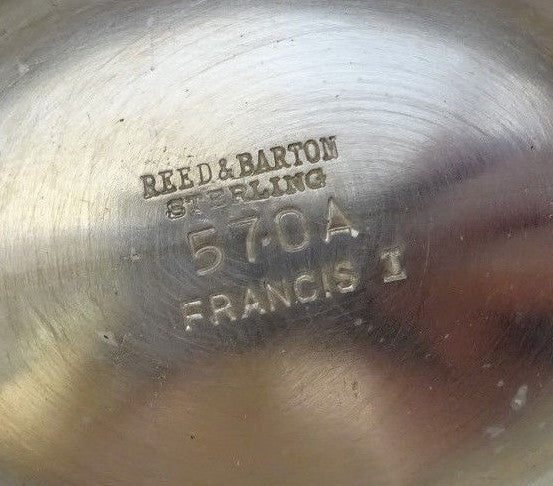 REED & BARTON
STERLING
570A
FRANCIS I